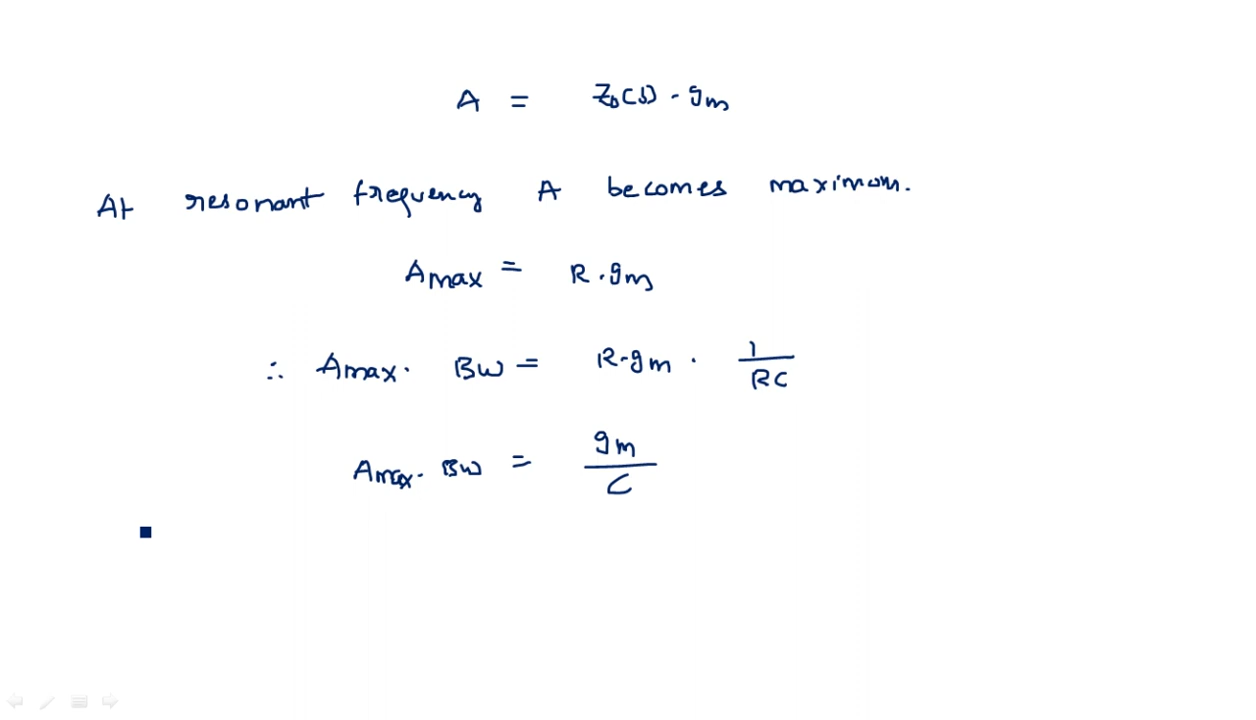 A = Z₀(s) · gm
At resonant frequency A becomes maximum.
Amax = R · gm
∴ Amax · BW = R · gm · 1/RC
Amax · BW = gm/C